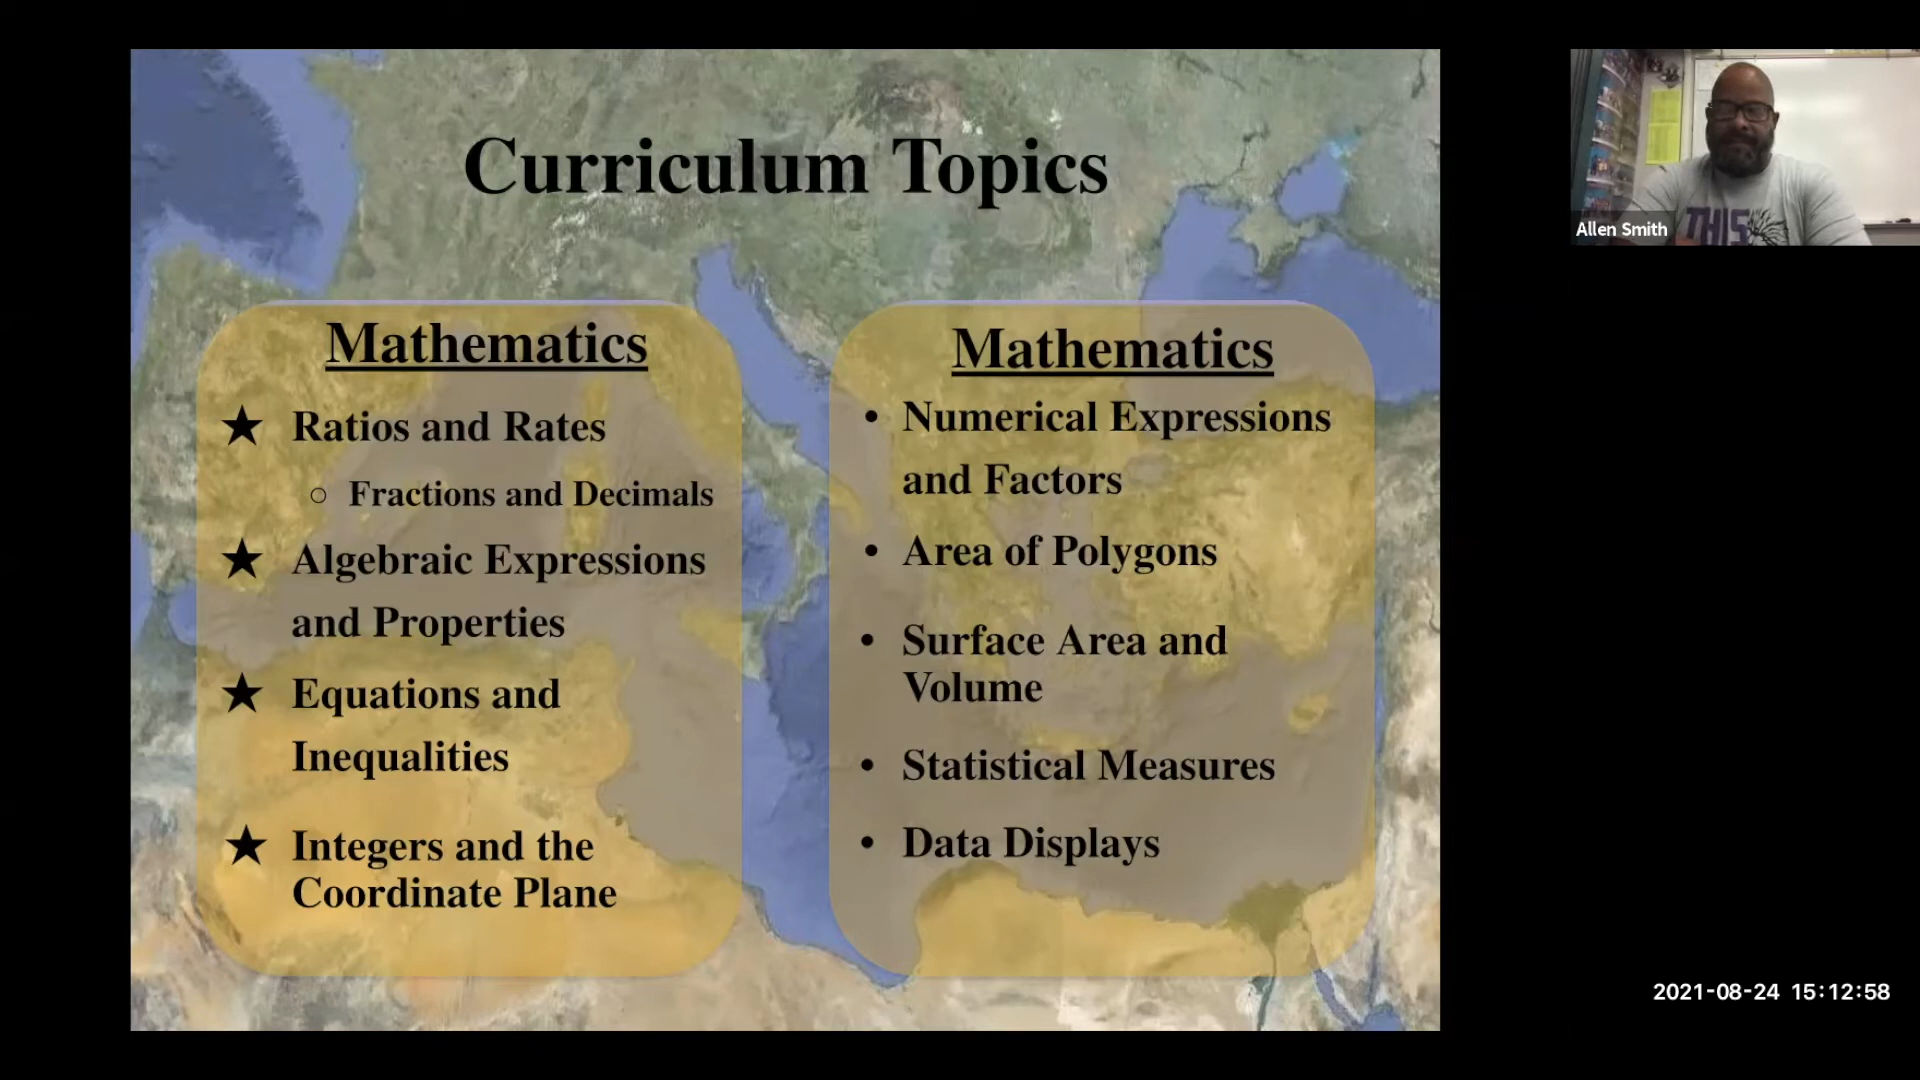 Curriculum Topics
Mathematics
★ Ratios and Rates
○ Fractions and Decimals
★ Algebraic Expressions
and Properties
★ Equations and
Inequalities
★ Integers and the
Coordinate Plane
Mathematics
• Numerical Expressions
and Factors
• Area of Polygons
• Surface Area and
Volume
• Statistical Measures
• Data Displays
THIS
Allen Smith
2021-08-24 15:12:58